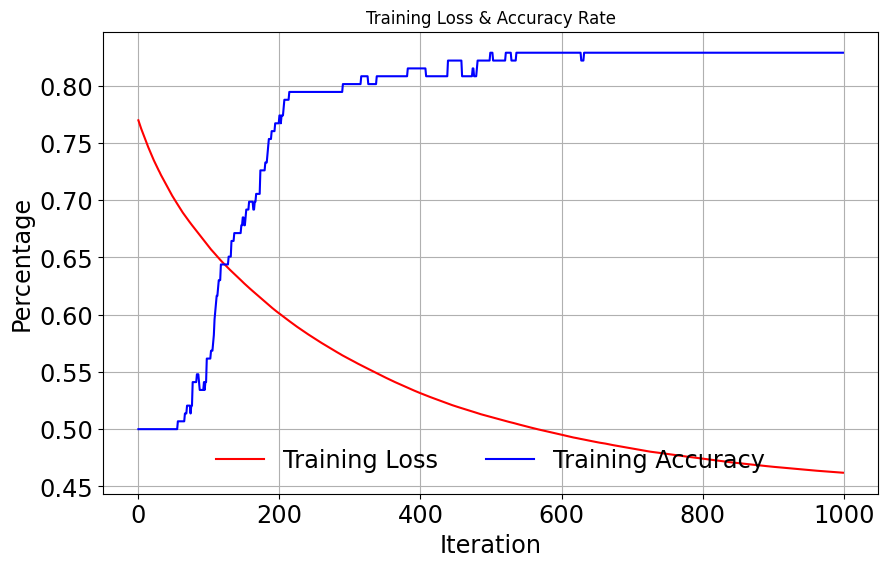 Training Loss & Accuracy Rate
0.80
0.75
0.70
0.65
0.60
0.55
0.50
0.45
Percentage
Training Loss
Training Accuracy
0 200 400 600 800 1000
Iteration